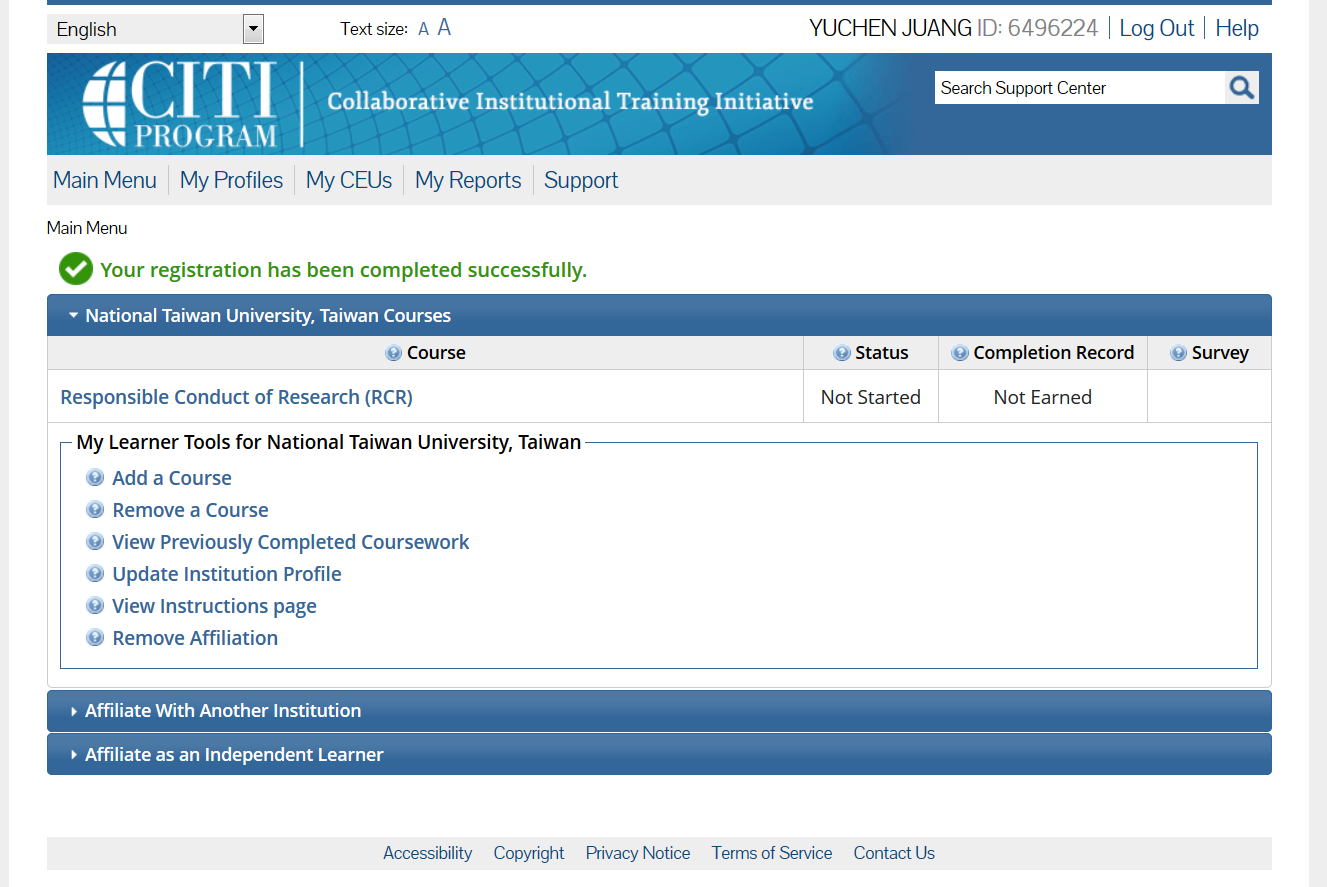 English Text size: A A YUCHEN JUANG ID: 6496224 Log Out Help
CITI PROGRAM Collaborative Institutional Training Initiative Search Support Center
Main Menu My Profiles My CEUs My Reports Support
Main Menu
Your registration has been completed successfully.
National Taiwan University, Taiwan Courses
Course Status Completion Record Survey
Responsible Conduct of Research (RCR) Not Started Not Earned
My Learner Tools for National Taiwan University, Taiwan
Add a Course
Remove a Course
View Previously Completed Coursework
Update Institution Profile
View Instructions page
Remove Affiliation
Affiliate With Another Institution
Affiliate as an Independent Learner
Accessibility Copyright Privacy Notice Terms of Service Contact Us